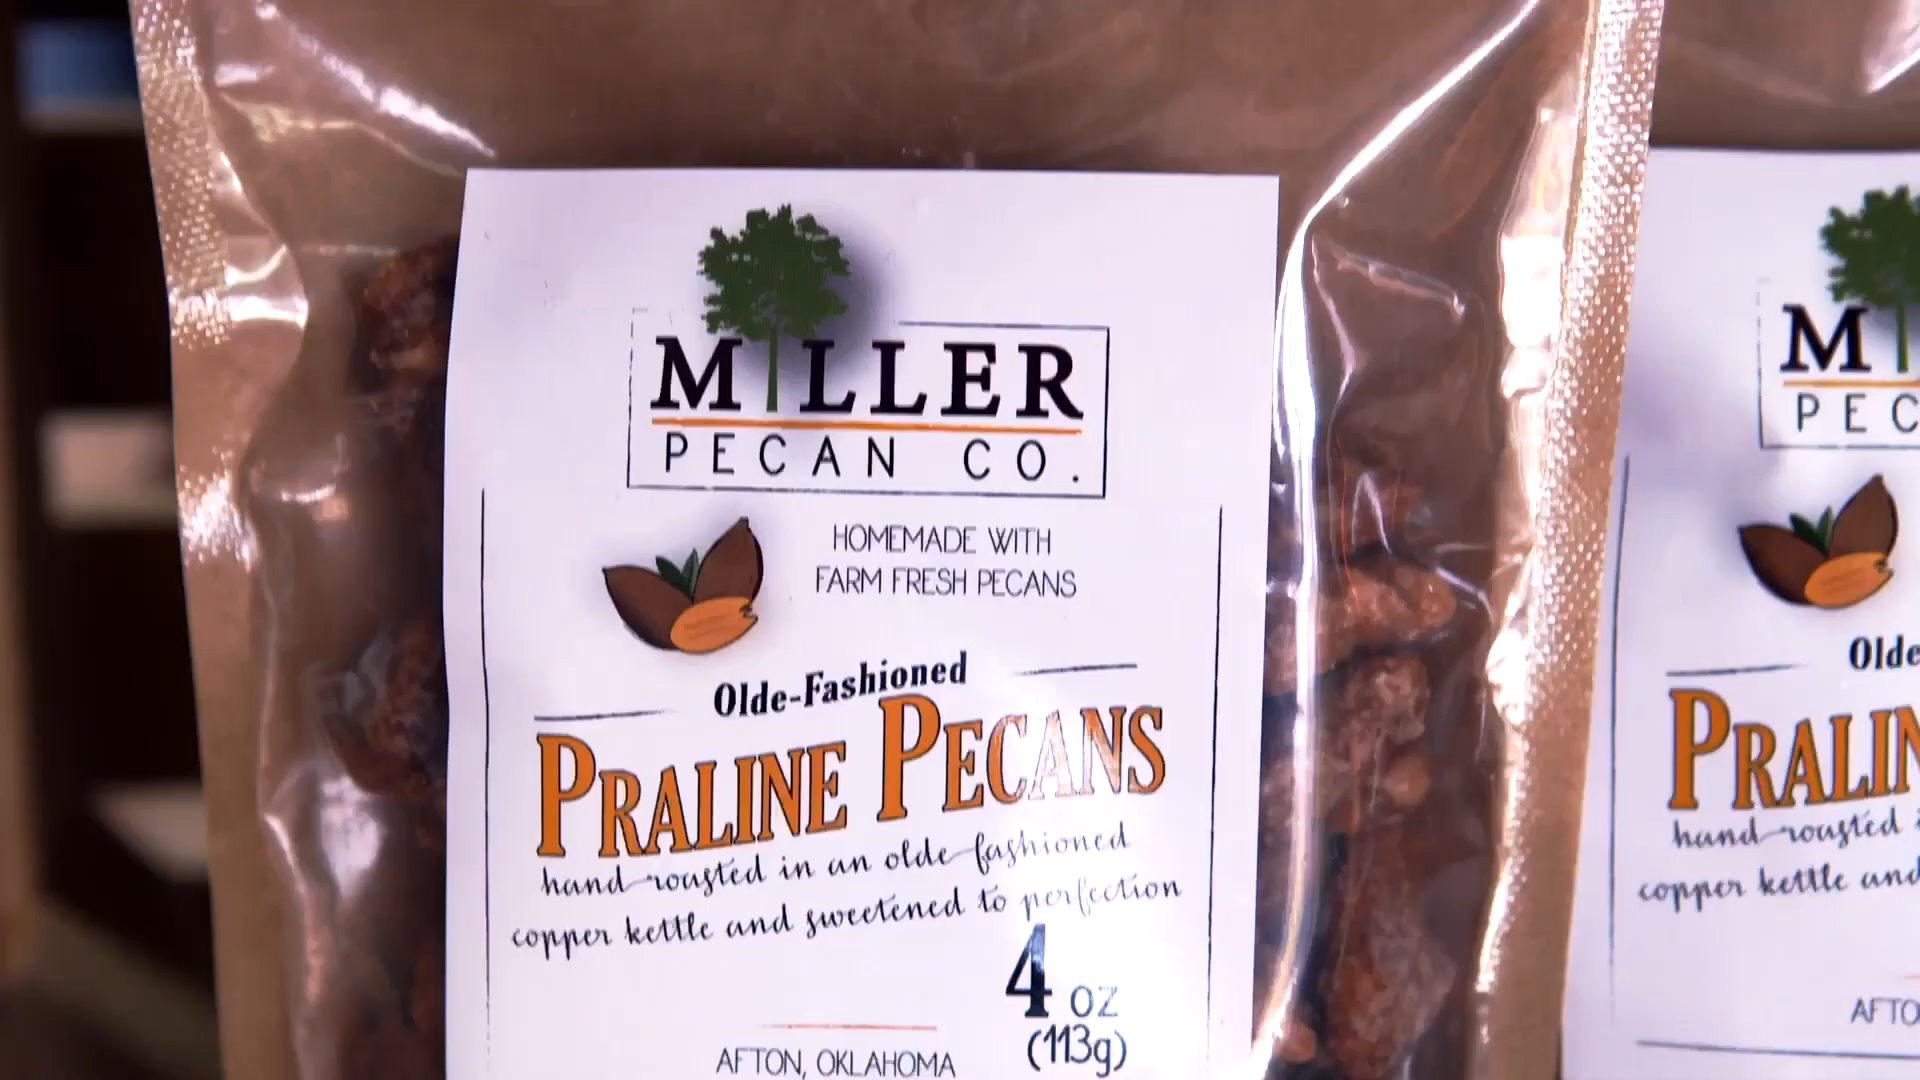 MILLER
PECAN CO.
HOMEMADE WITH
FARM FRESH PECANS
Olde-Fashioned
PRALINE PECANS
hand-roasted in an olde-fashioned
copper kettle and sweetened to perfection
4 OZ
(113g)
AFTON, OKLAHOMA
M
PEC
Olde
PRALIN
hand-roasted
copper kettle and
AFTO